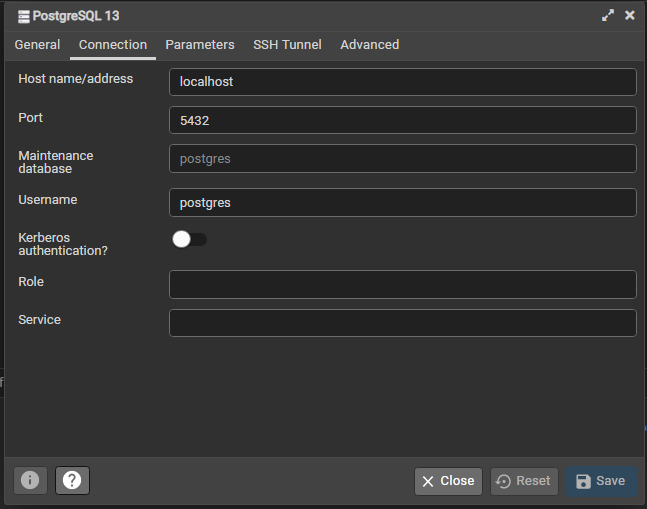 PostgreSQL 13
General Connection Parameters SSH Tunnel Advanced
Host name/address localhost
Port 5432
Maintenance
database
postgres
Username postgres
Kerberos
authentication?
Role
Service
i ? Close Reset Save